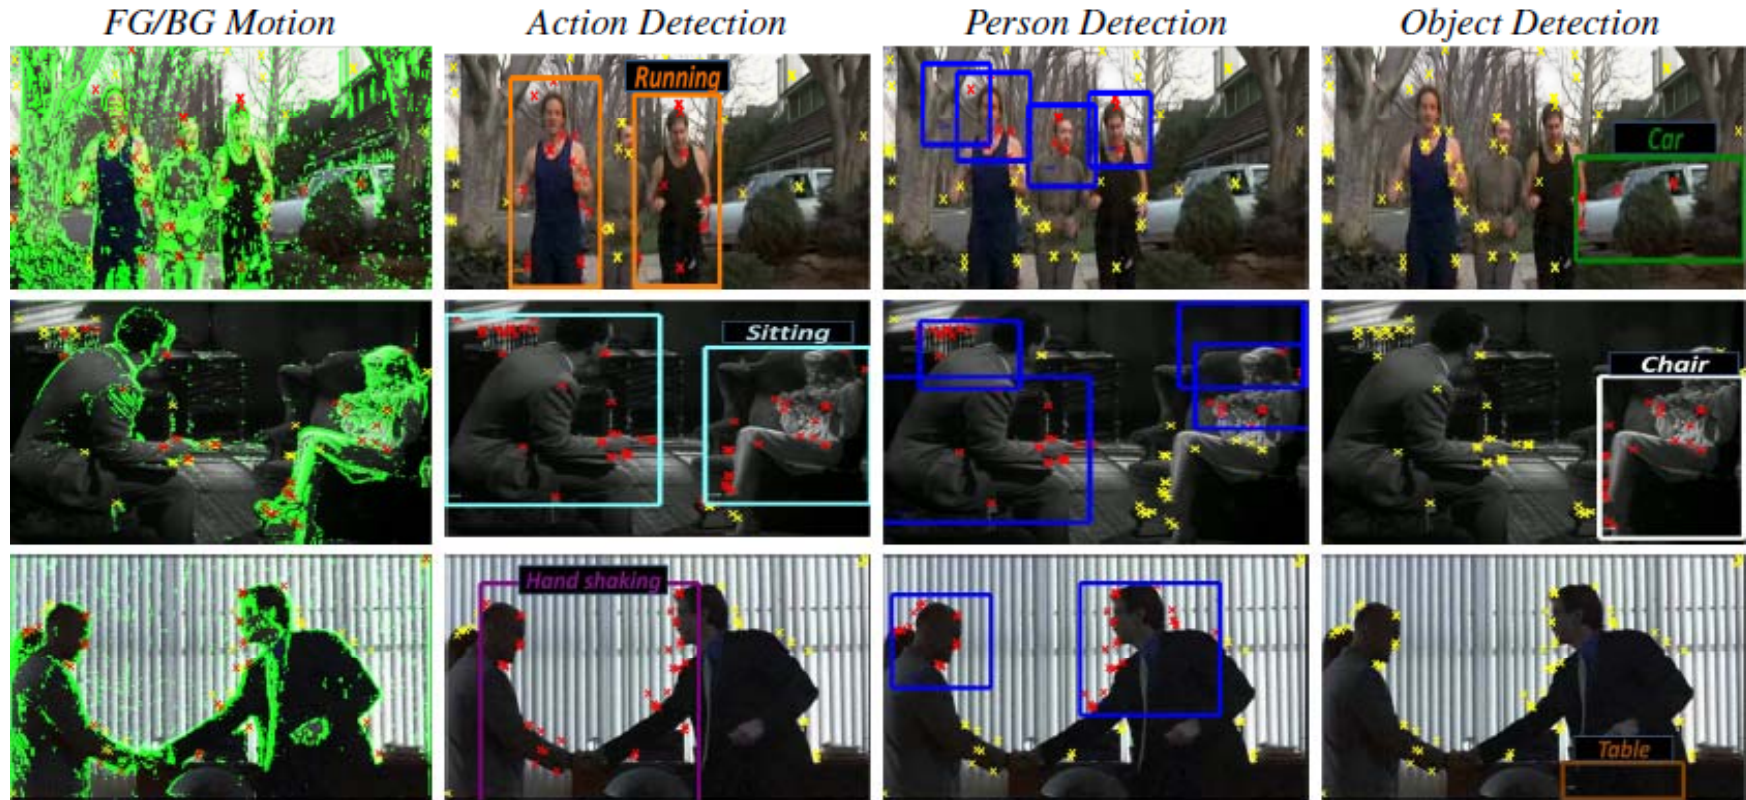 FG/BG Motion
Action Detection
Person Detection
Object Detection
Running
Car
Sitting
Chair
Hand shaking
Table